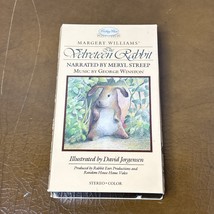 MARGERY WILLIAMS'
The
Velveteen Rabbit
NARRATED BY MERYL STREEP
MUSIC BY GEORGE WINSTON
Illustrated by David Jorgensen
Produced by Rabbit Ears Productions and
Random House Home Video
STEREO • COLOR